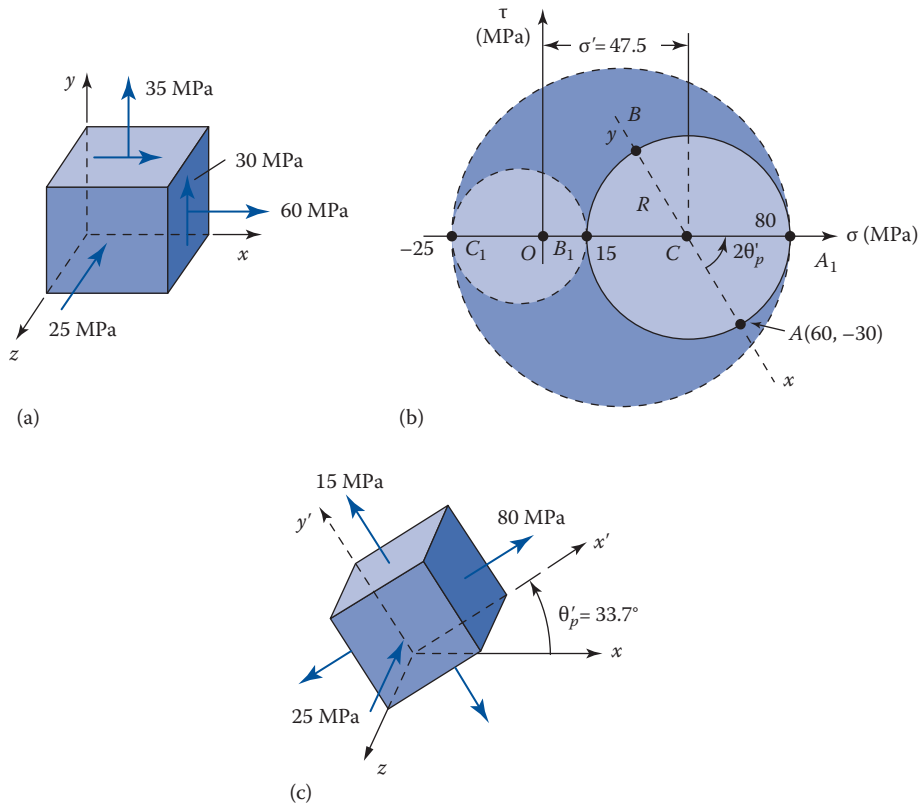 y
35 MPa
30 MPa
60 MPa
x
25 MPa
z
(a)
τ
(MPa)
σ′= 47.5
B
y
R
80
−25
C₁
O
B₁
15
C
2θ′ₚ
σ (MPa)
A₁
A(60, −30)
x
(b)
15 MPa
y′
80 MPa
x′
θ′ₚ= 33.7°
x
25 MPa
z
(c)